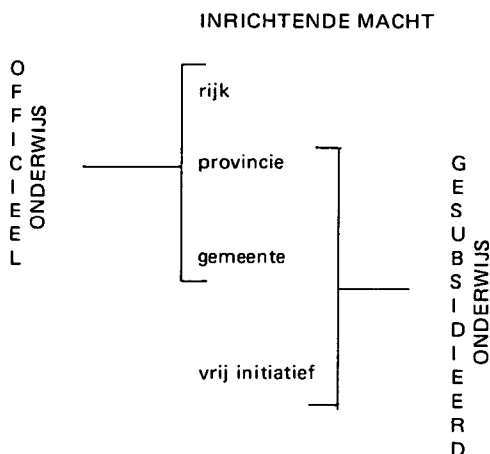 INRICHTENDE MACHT
OFFICIEEL
ONDERWIJS
rijk
provincie
gemeente
vrij initiatief
GESUBSIDIEERD
ONDERWIJS